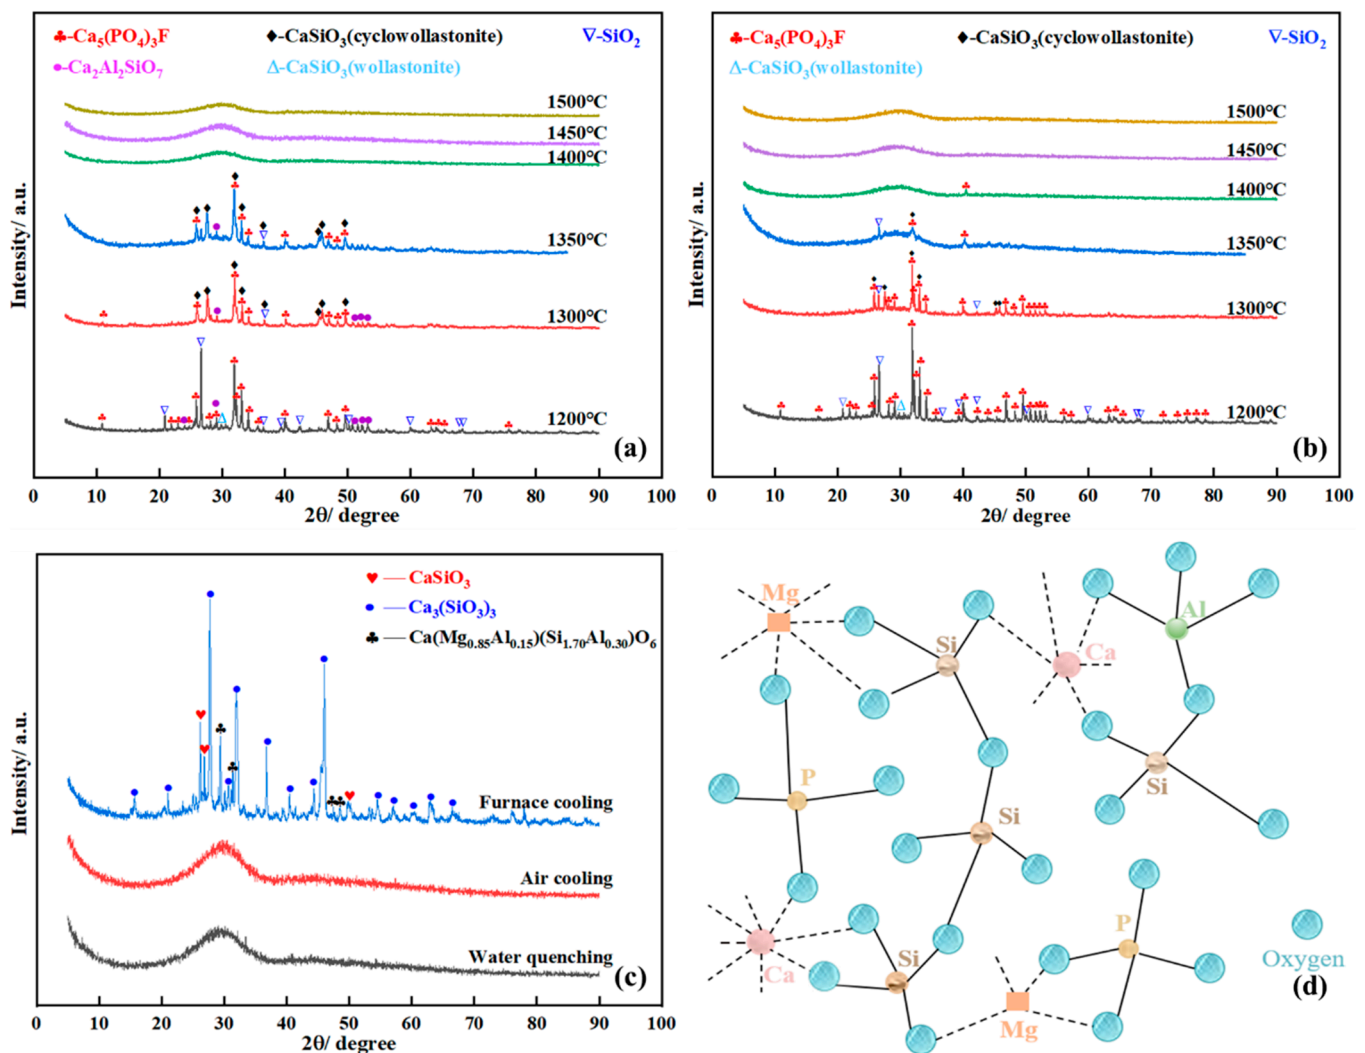 ♣-Ca5(PO4)3F ♦-CaSiO3(cyclowollastonite) ∇-SiO2
●-Ca2Al2SiO7 Δ-CaSiO3(wollastonite)
1500℃
1450℃
1400℃
1350℃
1300℃
1200℃
(a)
Intensity/ a.u.
0 10 20 30 40 50 60 70 80 90 100
2θ/ degree
♣-Ca5(PO4)3F ♦-CaSiO3(cyclowollastonite) ∇-SiO2
Δ-CaSiO3(wollastonite)
1500℃
1450℃
1400℃
1350℃
1300℃
1200℃
(b)
Intensity/ a.u.
0 10 20 30 40 50 60 70 80 90 100
2θ/ degree
♥ — CaSiO3
● — Ca3(SiO3)3
♣ — Ca(Mg0.85Al0.15)(Si1.70Al0.30)O6
Furnace cooling
Air cooling
Water quenching
(c)
Intensity/ a.u.
0 10 20 30 40 50 60 70 80 90 100
2θ/ degree
Mg
Si
Ca
Al
Si
P
Si
Ca
Si
Mg
P
Oxygen
(d)